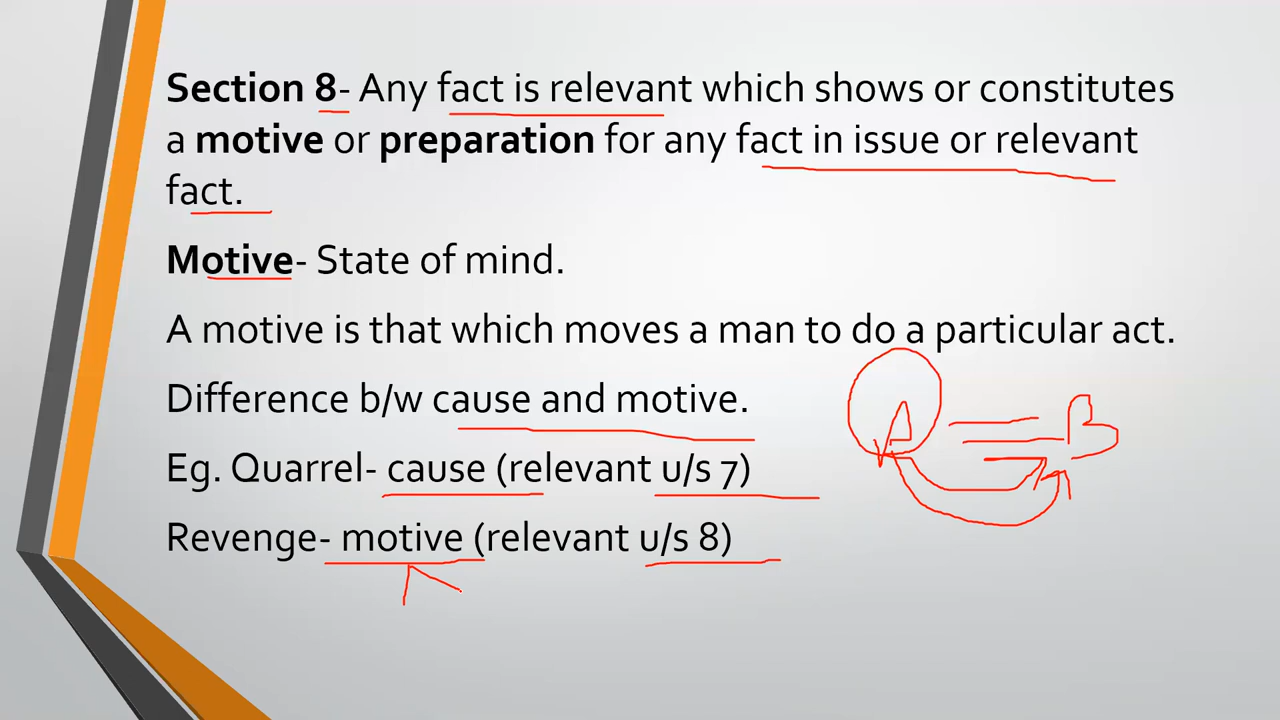 Section 8- Any fact is relevant which shows or constitutes
a motive or preparation for any fact in issue or relevant
fact.
Motive- State of mind.
A motive is that which moves a man to do a particular act.
Difference b/w cause and motive.
A B
Eg. Quarrel- cause (relevant u/s 7)
Revenge- motive (relevant u/s 8)